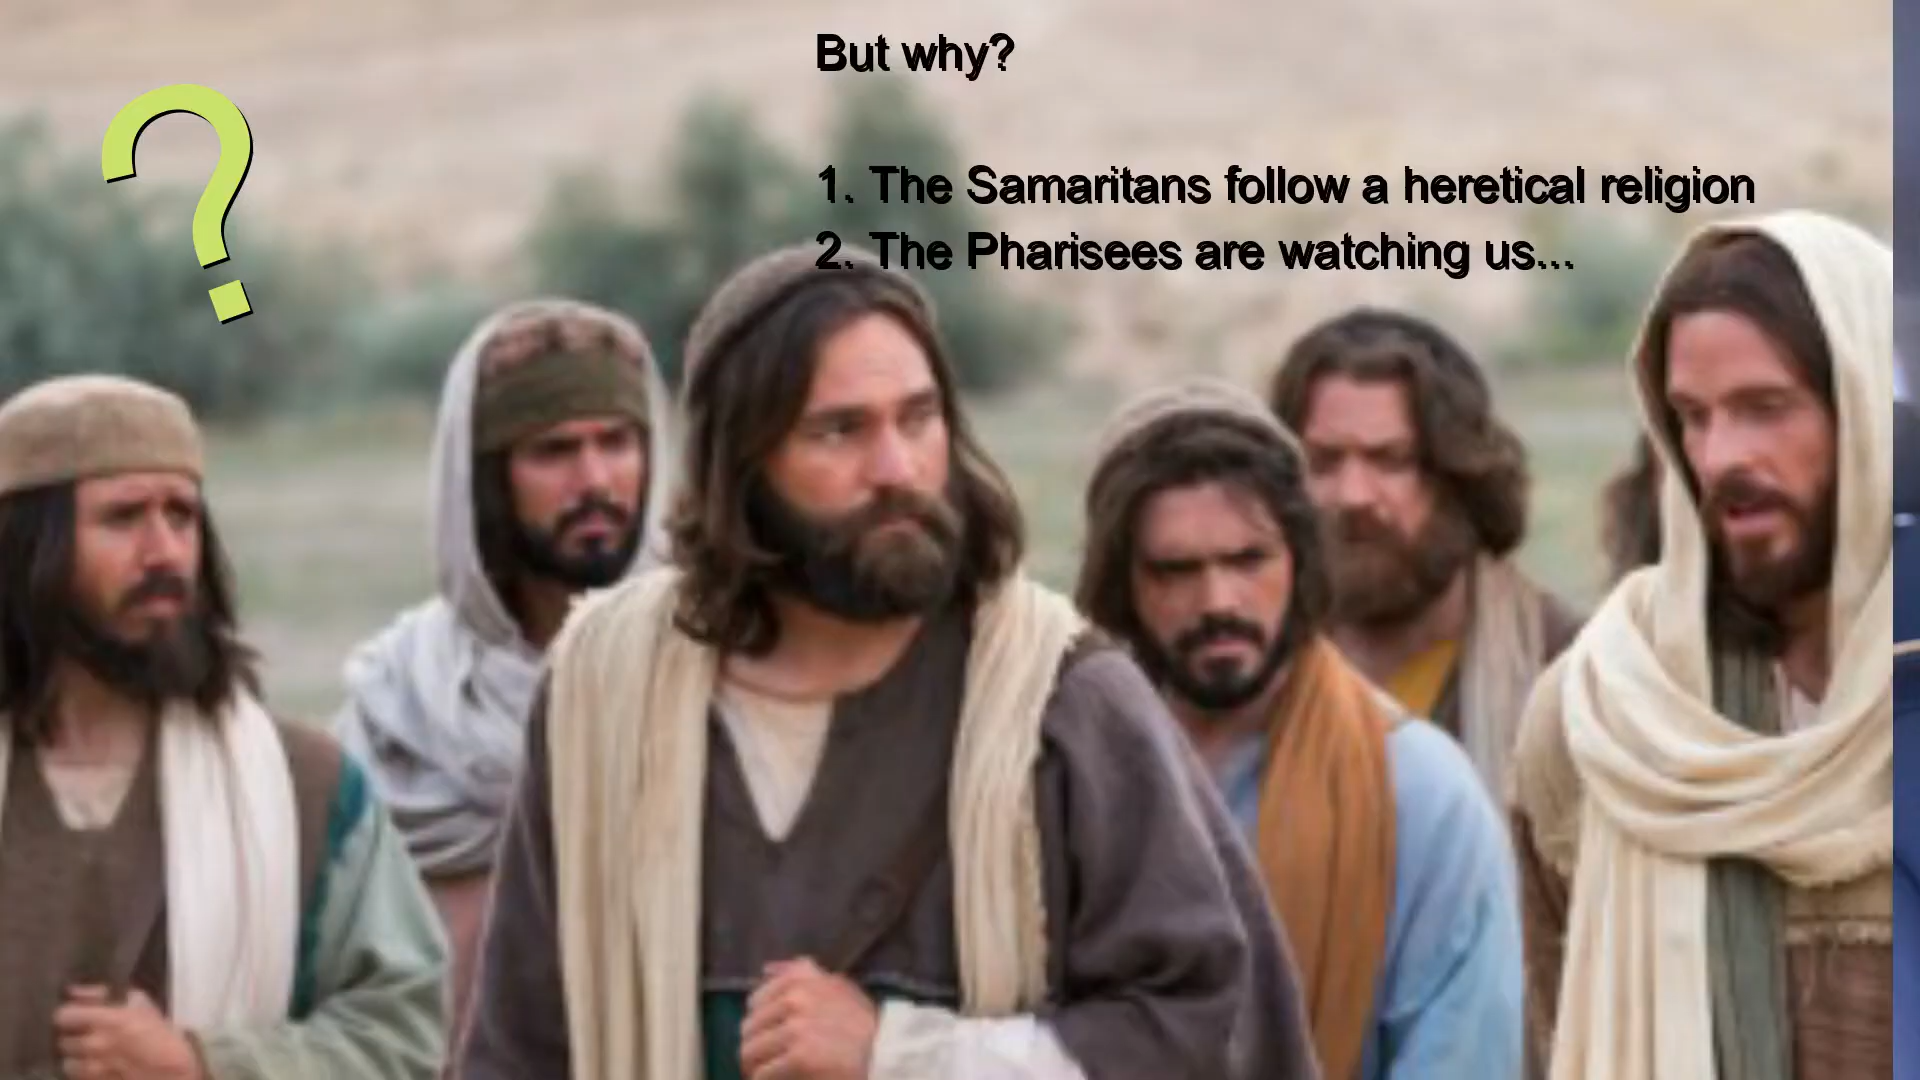 ?
But why?
1. The Samaritans follow a heretical religion
2. The Pharisees are watching us...